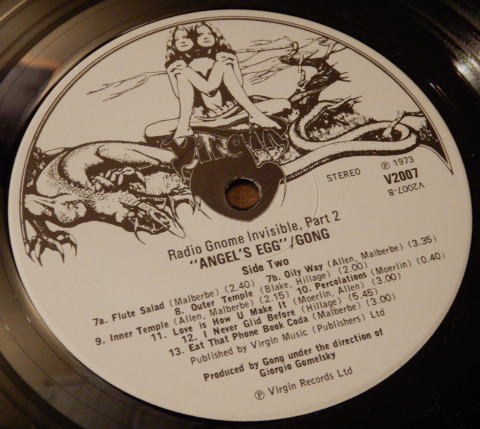 Virgin
STEREO
℗ 1973
V2007
V2007-B
Radio Gnome Invisible, Part 2
"ANGEL'S EGG"/GONG
Side Two
7a. Flute Salad (Malberbe) (2.40) 7b. Oily Way (Allen, Malberbe) (3.35)
8. Outer Temple (Blake, Hillage) (2.00)
9. Inner Temple (Allen, Malberbe) (2.15) 10. Percolations (Moerlin) (0.40)
11. Love is How U Make It (Moerlin, Allen) (3.00)
12. I Never Glid Before (Hillage) (5.45)
13. Eat That Phone Book Coda (Malberbe) (3.00)
Published by Virgin Music (Publishers) Ltd
Produced by Gong under the direction of
Giorgio Gomelsky
℗ Virgin Records Ltd